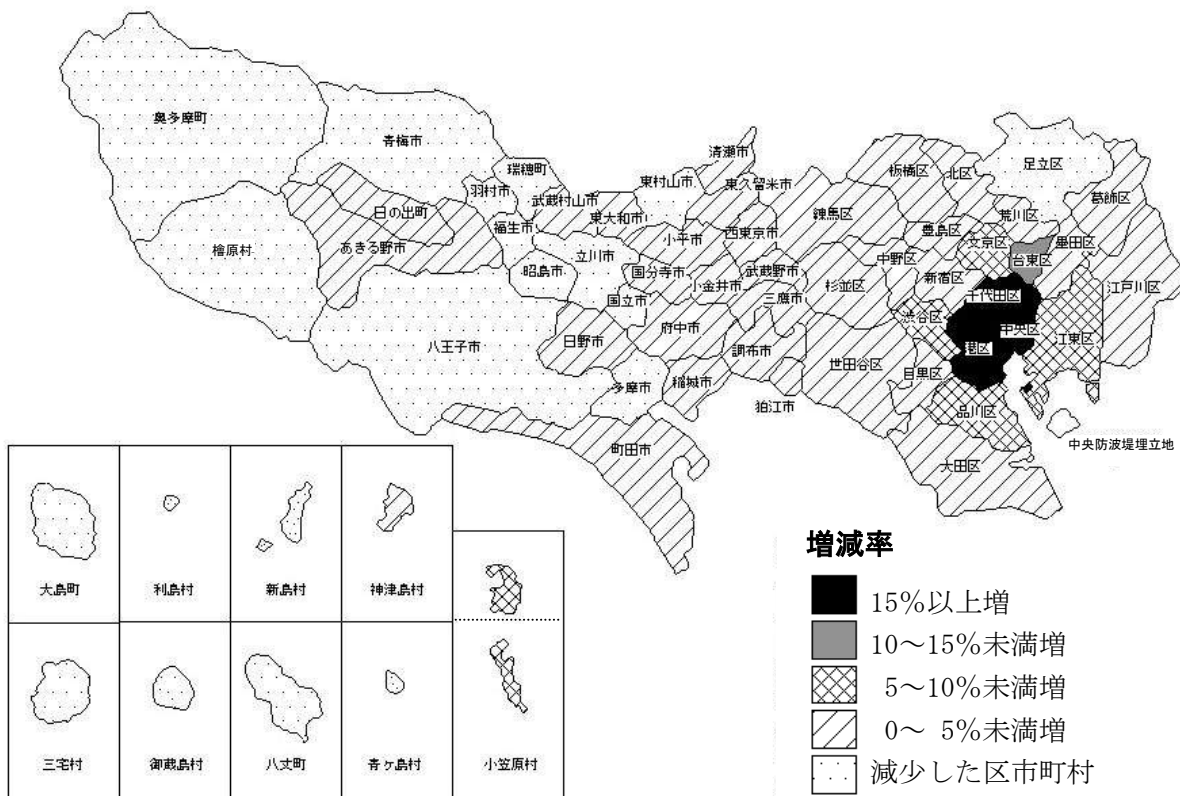 奥多摩町
青梅市
瑞穂町
羽村市
日の出町
あきる野市
檜原村
福生市
武蔵村山市
東大和市
東村山市
清瀬市
東久留米市
昭島市
立川市
小平市
西東京市
国分寺市
国立市
小金井市
武蔵野市
三鷹市
八王子市
日野市
府中市
調布市
多摩市
稲城市
狛江市
町田市
板橋区
北区
足立区
葛飾区
練馬区
豊島区
荒川区
文京区
台東区
墨田区
中野区
新宿区
杉並区
千代田区
江戸川区
渋谷区
中央区
港区
江東区
世田谷区
目黒区
品川区
大田区
中央防波堤埋立地
大島町
利島村
新島村
神津島村
三宅村
御蔵島村
八丈町
青ヶ島村
小笠原村
増減率
15%以上増
10～15%未満増
5～10%未満増
0～ 5%未満増
減少した区市町村